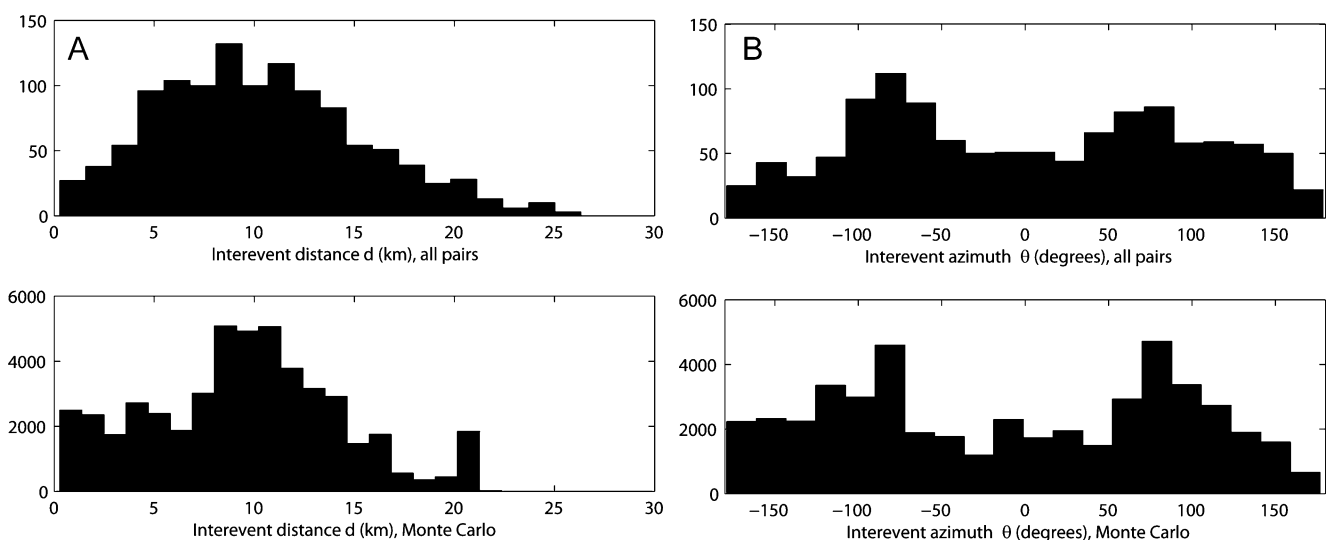 A
150
100
50
0
0 5 10 15 20 25 30
Interevent distance d (km), all pairs
B
150
100
50
0
−150 −100 −50 0 50 100 150
Interevent azimuth θ (degrees), all pairs
6000
4000
2000
0
0 5 10 15 20 25 30
Interevent distance d (km), Monte Carlo
6000
4000
2000
0
−150 −100 −50 0 50 100 150
Interevent azimuth θ (degrees), Monte Carlo